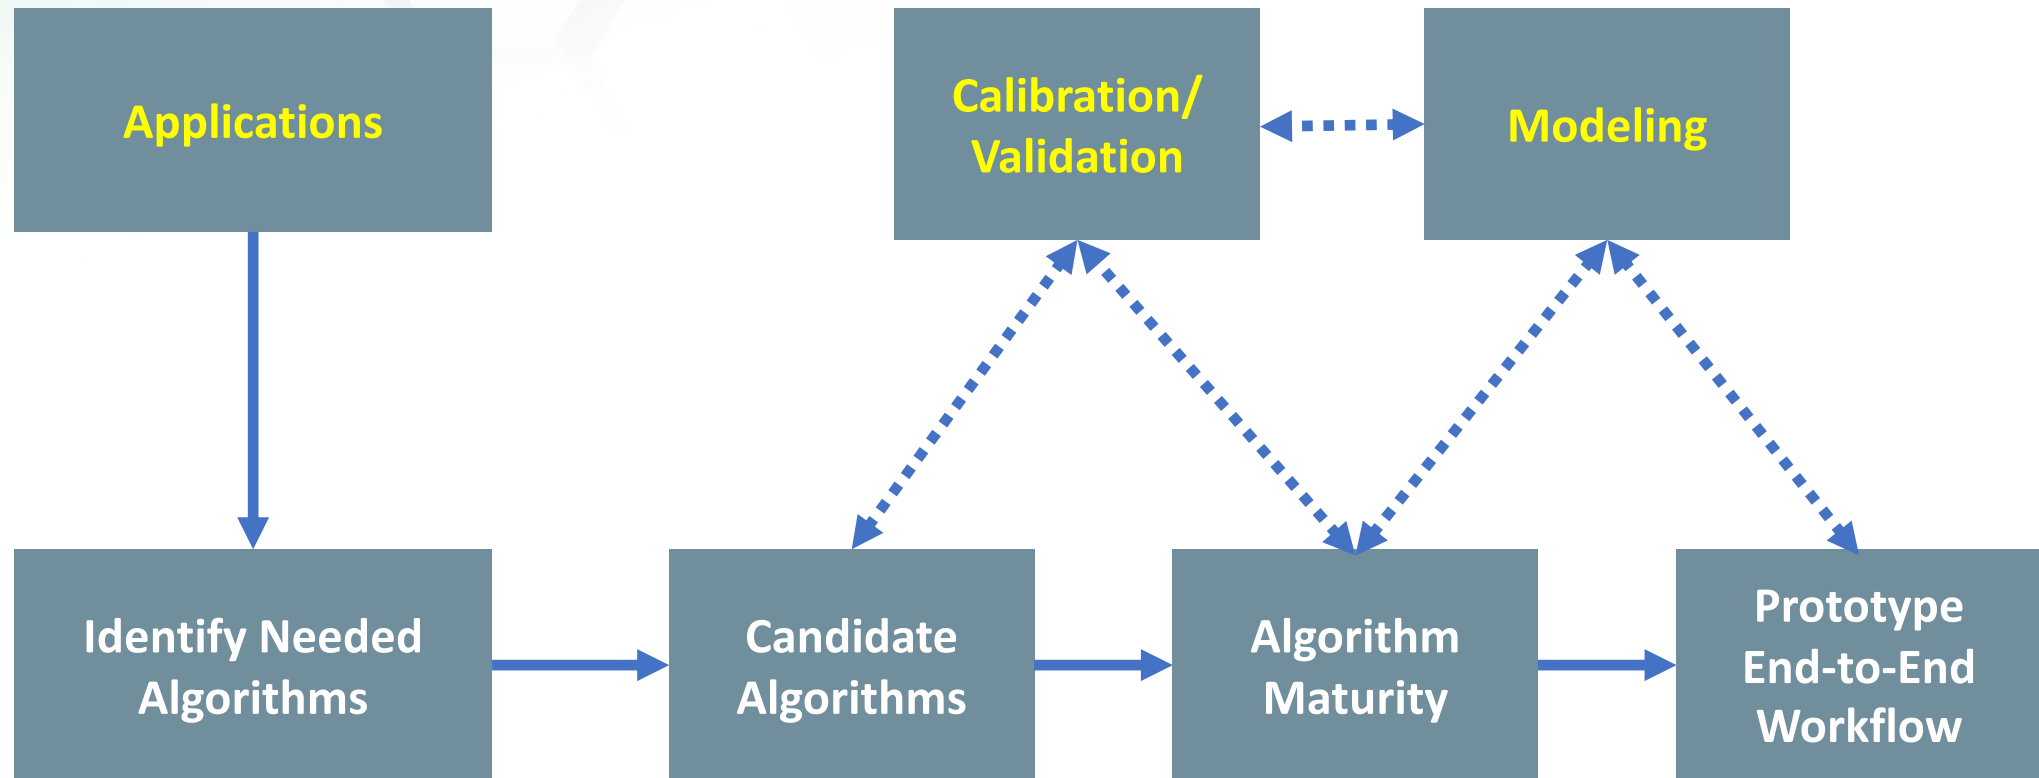 Applications
Calibration/
Validation
Modeling
Identify Needed
Algorithms
Candidate
Algorithms
Algorithm
Maturity
Prototype
End-to-End
Workflow